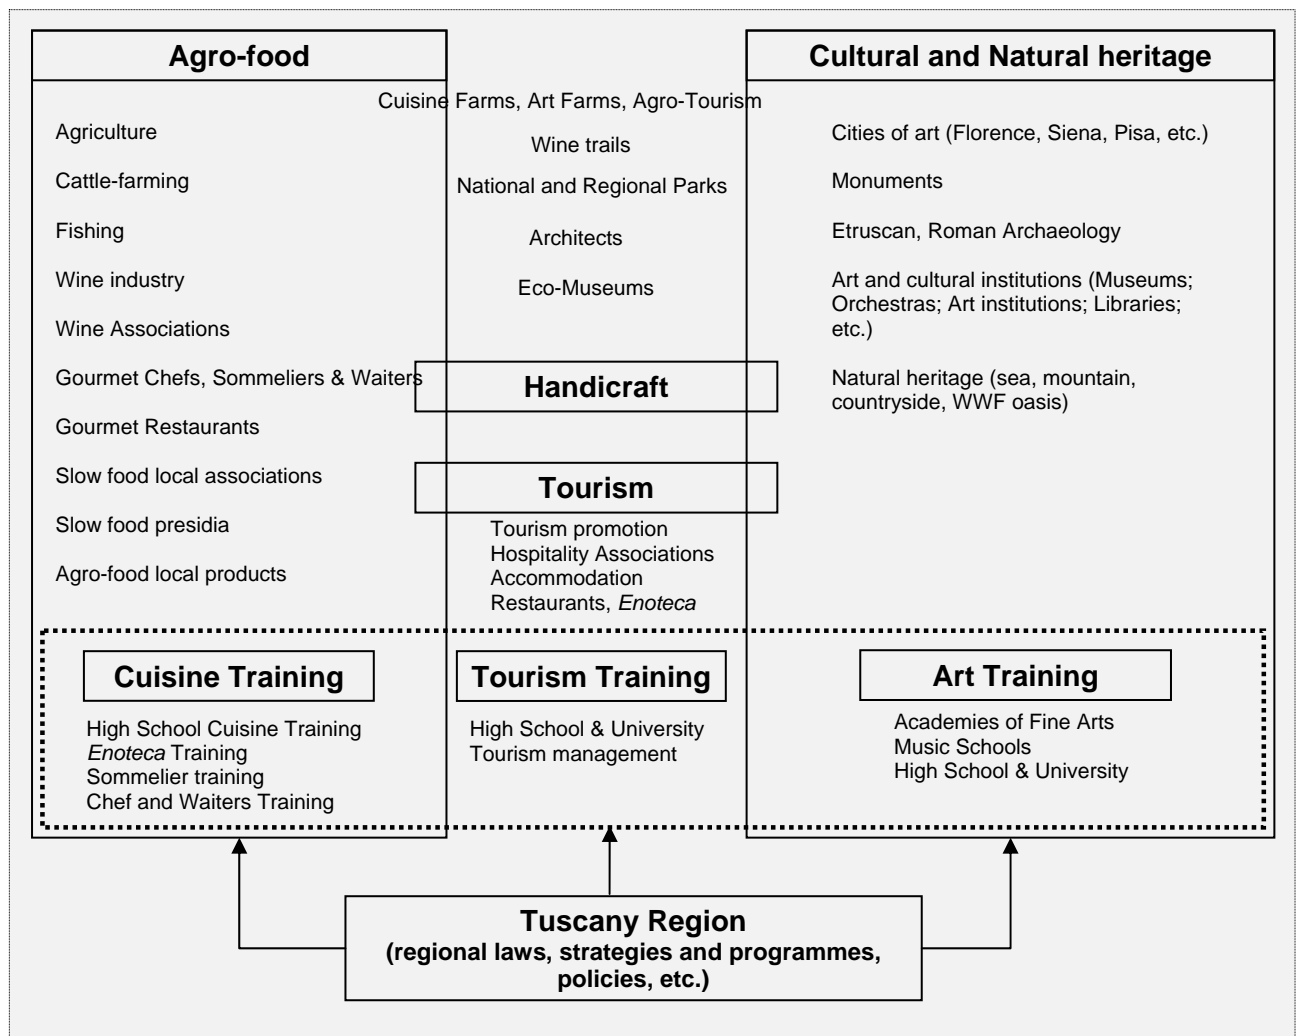 Agro-food
Agriculture
Cattle-farming
Fishing
Wine industry
Wine Associations
Gourmet Chefs, Sommeliers & Waiters
Gourmet Restaurants
Slow food local associations
Slow food presidia
Agro-food local products
Cuisine Farms, Art Farms, Agro-Tourism
Wine trails
National and Regional Parks
Architects
Eco-Museums
Handicraft
Tourism
Tourism promotion
Hospitality Associations
Accommodation
Restaurants, Enoteca
Cultural and Natural heritage
Cities of art (Florence, Siena, Pisa, etc.)
Monuments
Etruscan, Roman Archaeology
Art and cultural institutions (Museums;
Orchestras; Art institutions; Libraries;
etc.)
Natural heritage (sea, mountain,
countryside, WWF oasis)
Cuisine Training
High School Cuisine Training
Enoteca Training
Sommelier training
Chef and Waiters Training
Tourism Training
High School & University
Tourism management
Art Training
Academies of Fine Arts
Music Schools
High School & University
Tuscany Region
(regional laws, strategies and programmes,
policies, etc.)